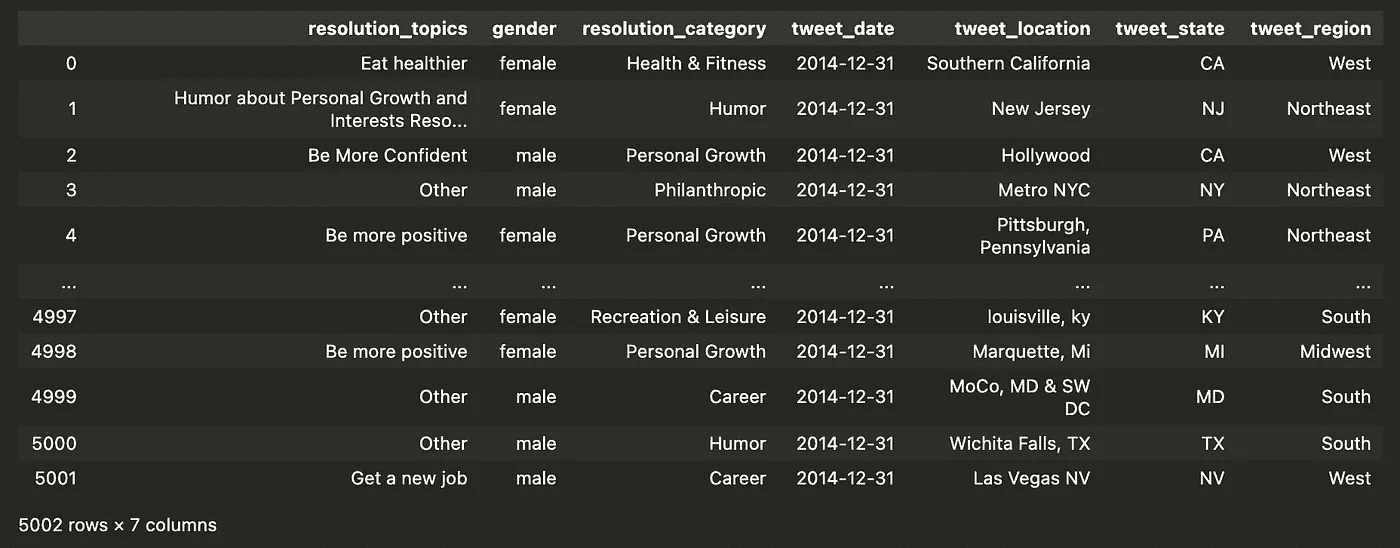 resolution_topics gender resolution_category tweet_date tweet_location tweet_state tweet_region
0 Eat healthier female Health & Fitness 2014-12-31 Southern California CA West
Humor about Personal Growth and
1 female Humor 2014-12-31 New Jersey NJ Northeast
Interests Reso...
2 Be More Confident male Personal Growth 2014-12-31 Hollywood CA West
3 Other male Philanthropic 2014-12-31 Metro NYC NY Northeast
Pittsburgh,
4 Be more positive female Personal Growth 2014-12-31 PA Northeast
Pennsylvania
... ... ... ... ... ... ... ...
4997 Other female Recreation & Leisure 2014-12-31 louisville, ky KY South
4998 Be more positive female Personal Growth 2014-12-31 Marquette, Mi MI Midwest
MoCo, MD & SW
4999 Other male Career 2014-12-31 MD South
DC
5000 Other male Humor 2014-12-31 Wichita Falls, TX TX South
5001 Get a new job male Career 2014-12-31 Las Vegas NV NV West
5002 rows × 7 columns